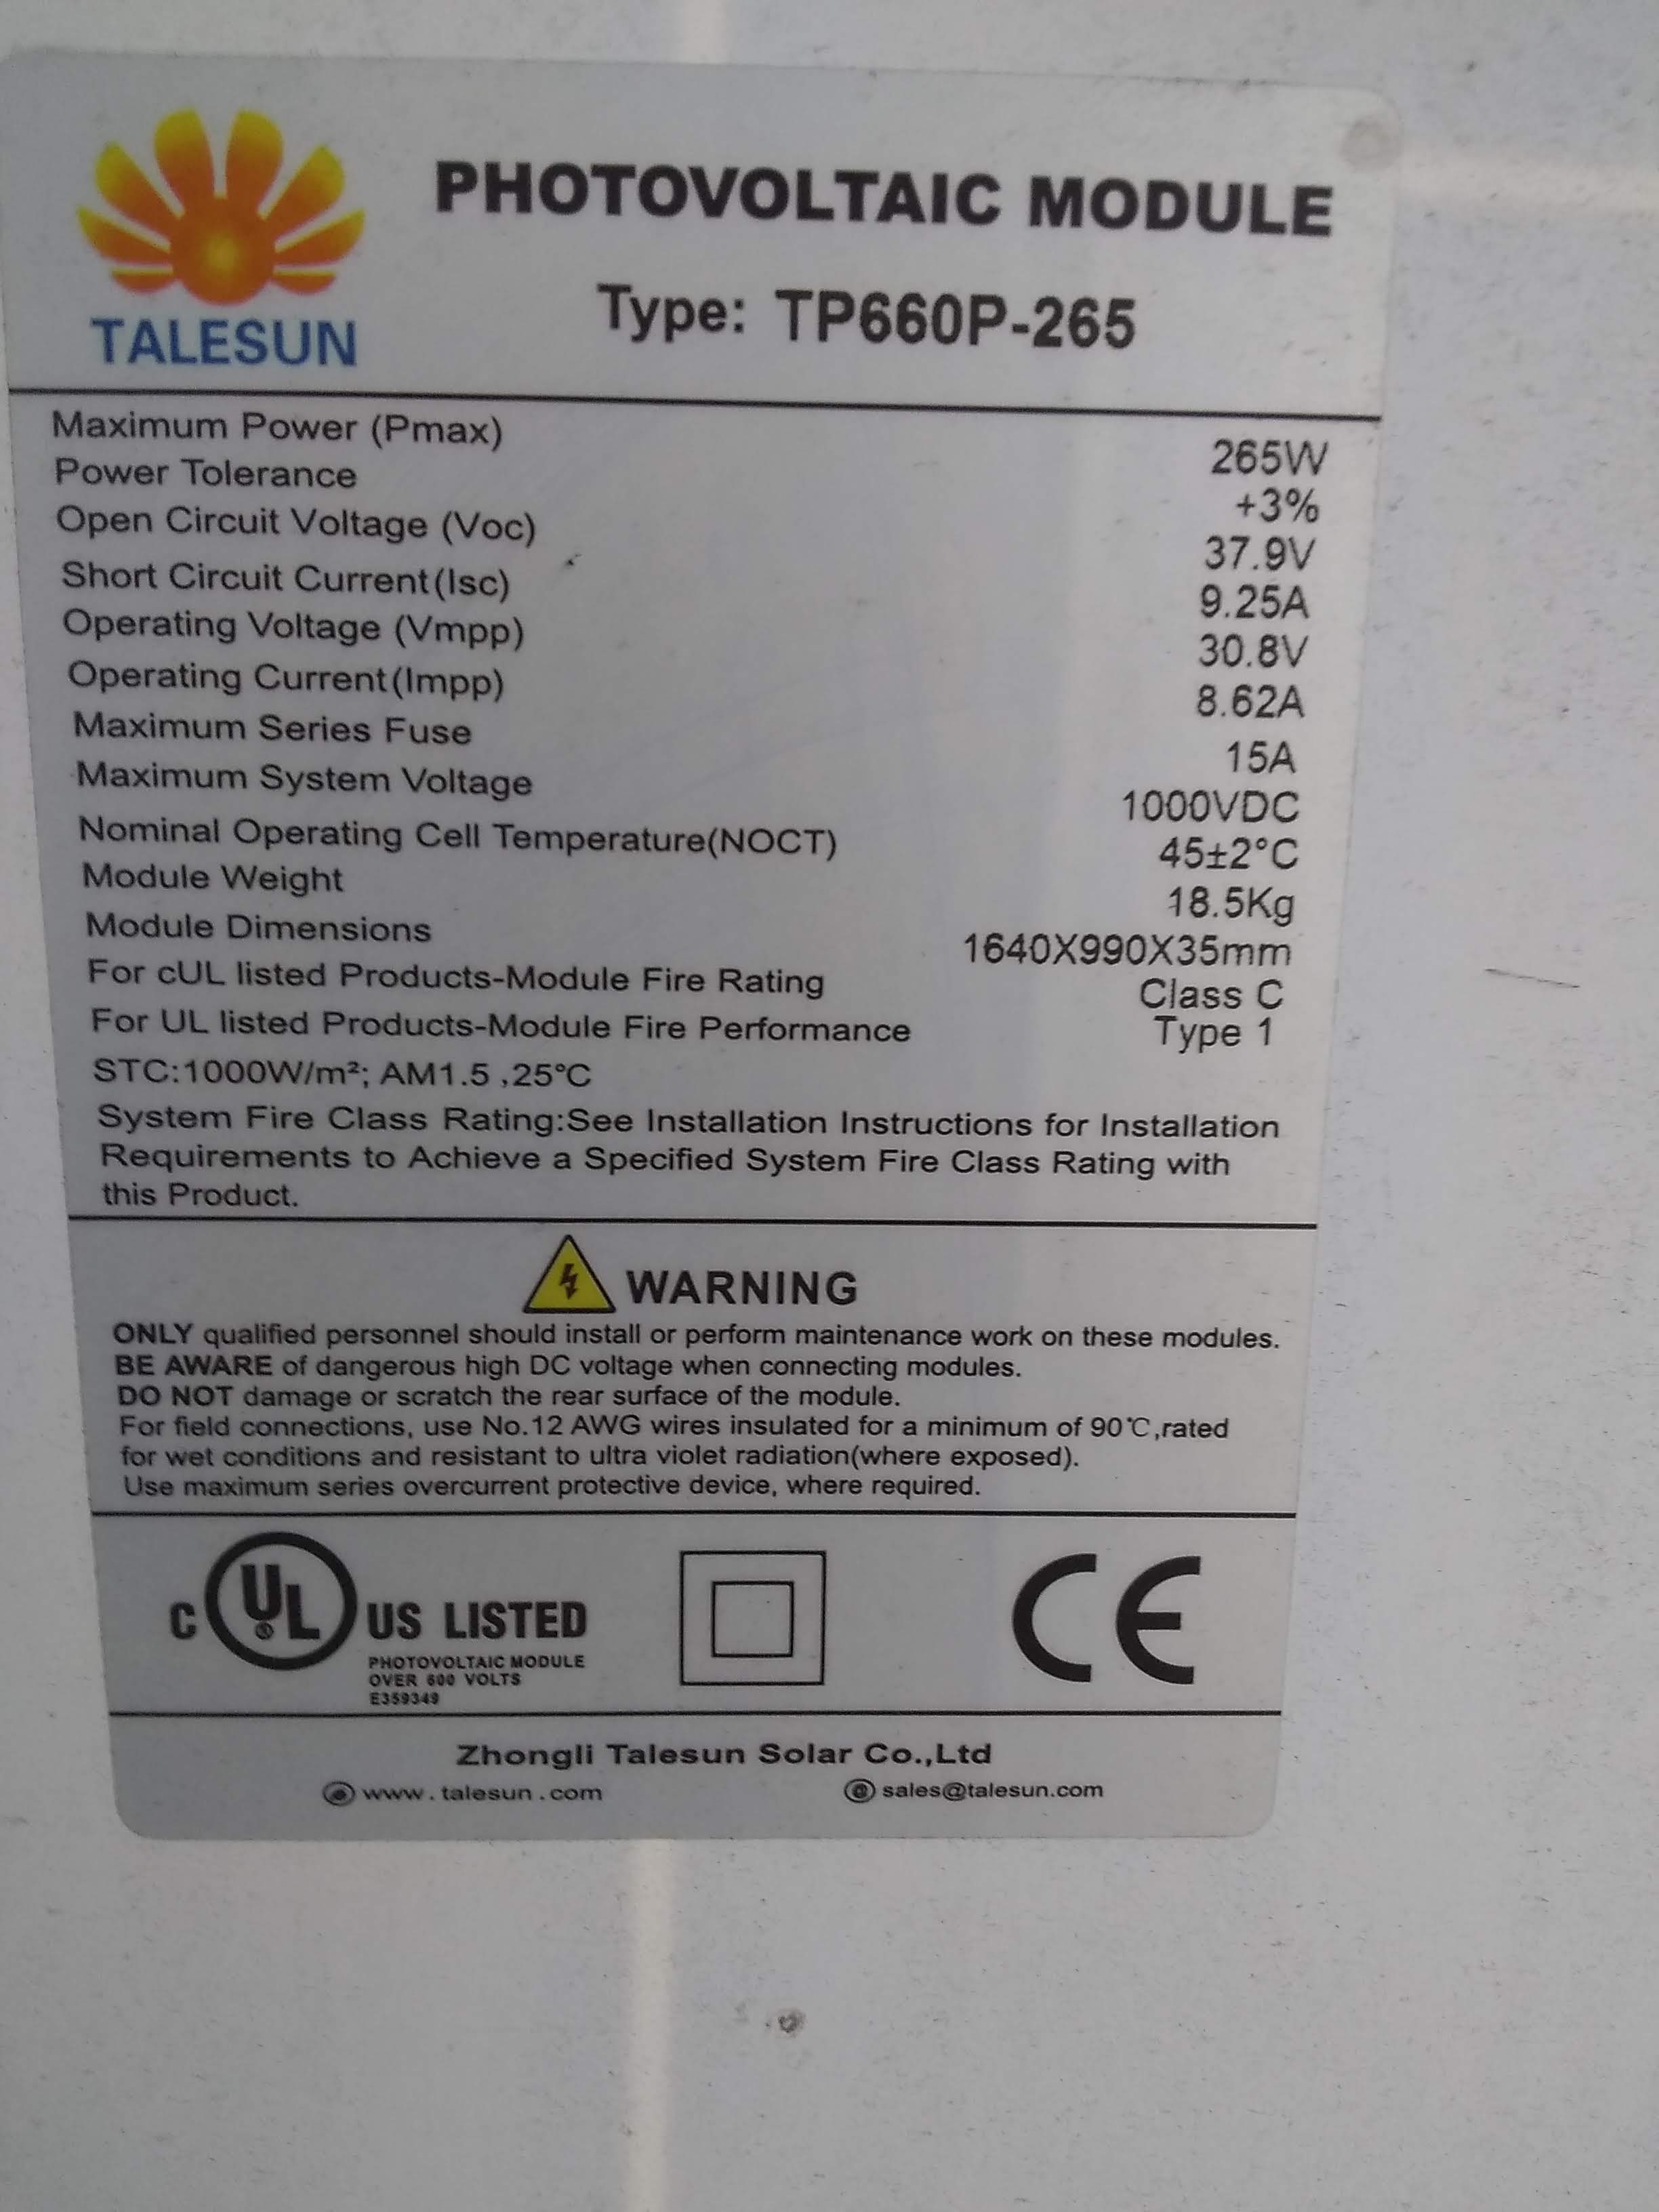 TALESUN
PHOTOVOLTAIC MODULE
Type: TP660P-265
Maximum Power (Pmax) 265W
Power Tolerance +3%
Open Circuit Voltage (Voc) 37.9V
Short Circuit Current(Isc) 9.25A
Operating Voltage (Vmpp) 30.8V
Operating Current(Impp) 8.62A
Maximum Series Fuse 15A
Maximum System Voltage 1000VDC
Nominal Operating Cell Temperature(NOCT) 45±2°C
Module Weight 18.5Kg
Module Dimensions 1640X990X35mm
For cUL listed Products-Module Fire Rating Class C
For UL listed Products-Module Fire Performance Type 1
STC:1000W/m²; AM1.5 ,25°C
System Fire Class Rating:See Installation Instructions for Installation
Requirements to Achieve a Specified System Fire Class Rating with
this Product.
WARNING
ONLY qualified personnel should install or perform maintenance work on these modules.
BE AWARE of dangerous high DC voltage when connecting modules.
DO NOT damage or scratch the rear surface of the module.
For field connections, use No.12 AWG wires insulated for a minimum of 90℃,rated
for wet conditions and resistant to ultra violet radiation(where exposed).
Use maximum series overcurrent protective device, where required.
C UL ® US LISTED
PHOTOVOLTAIC MODULE
OVER 600 VOLTS
E359349
CE
Zhongli Talesun Solar Co.,Ltd
www.talesun.com
@ sales@talesun.com